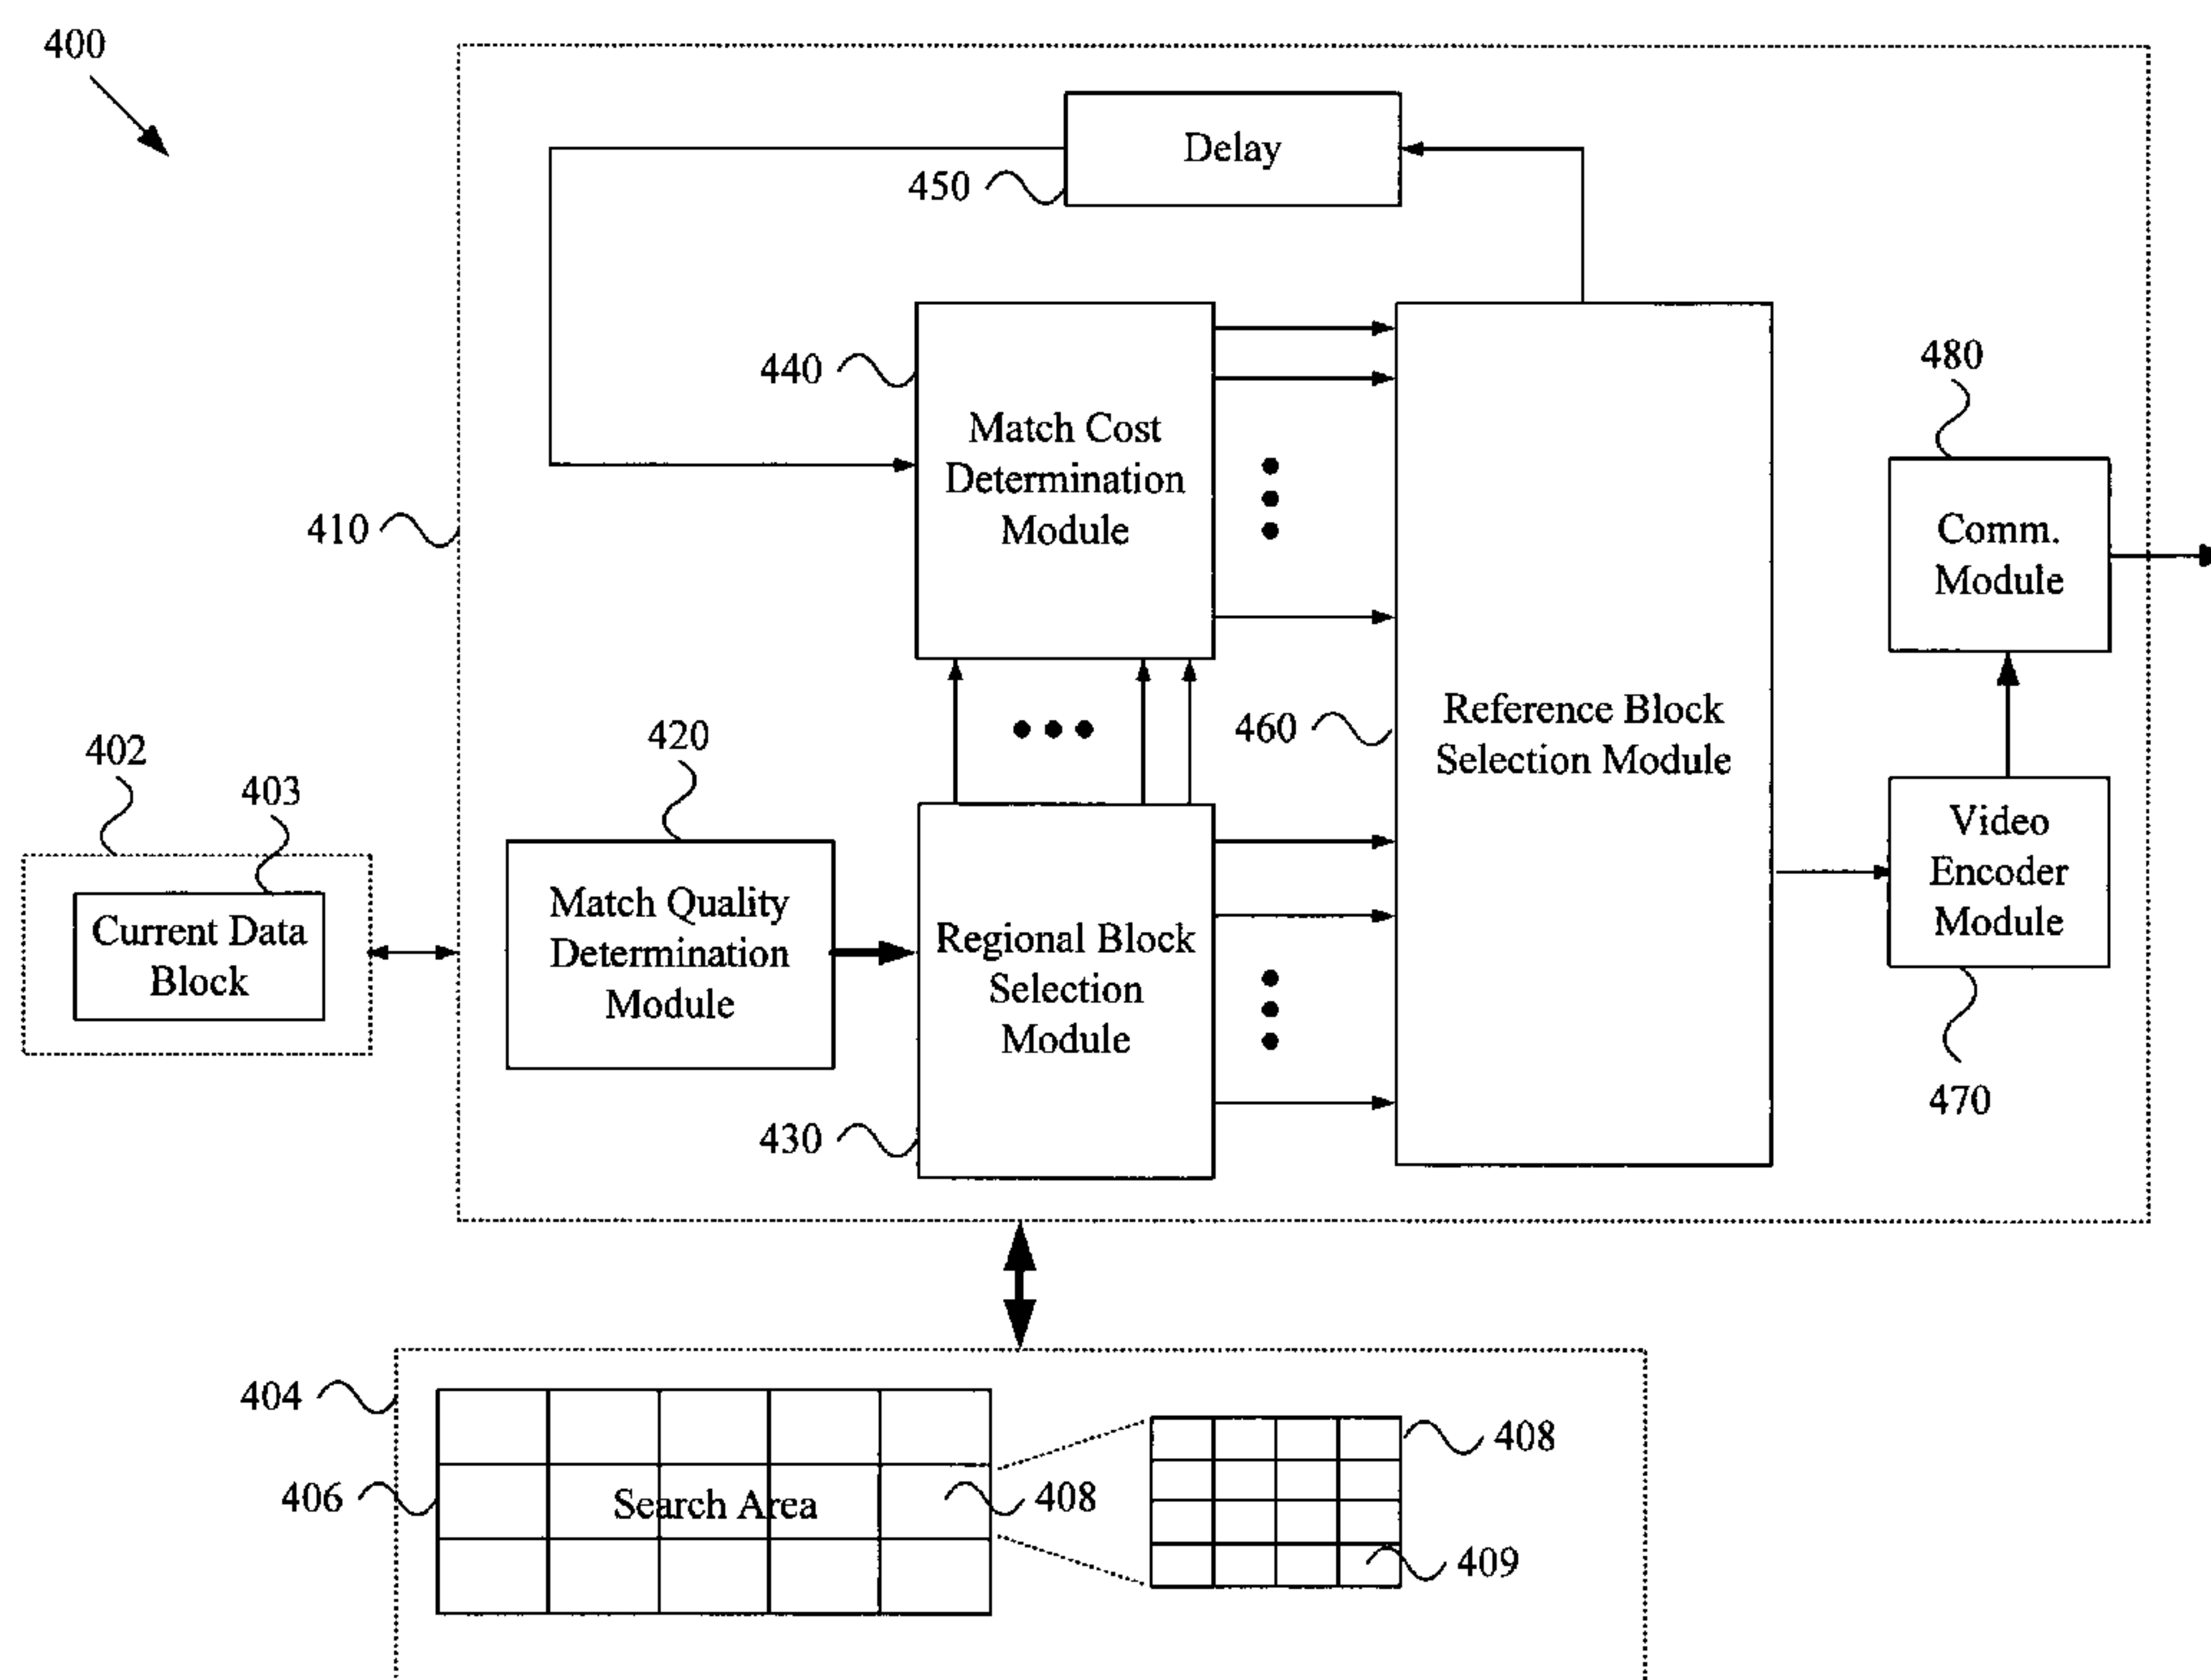 400
Delay
450
440
Match Cost
Determination
Module
480
Comm.
Module
410
460
Reference Block
Selection Module
420
402
403
Current Data
Block
Match Quality
Determination
Module
Regional Block
Selection
Module
430
Video
Encoder
Module
470
404
406
Search Area
408
408
409